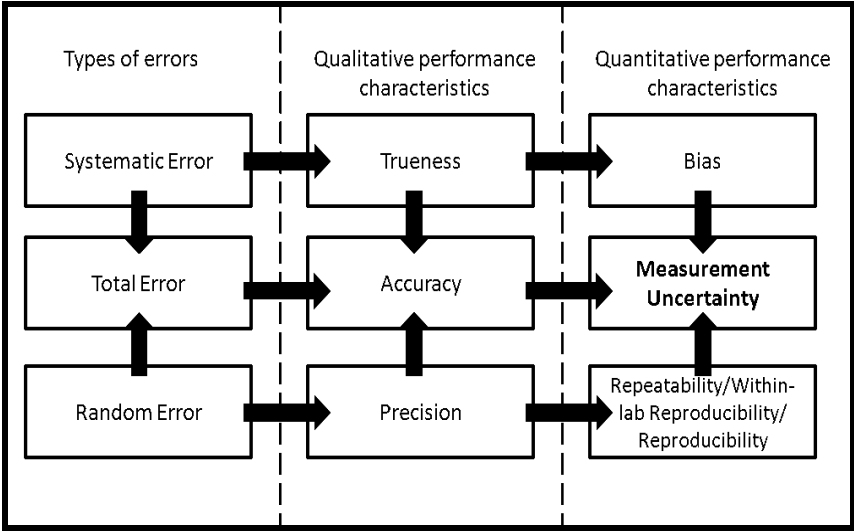 Types of errors
Qualitative performance
characteristics
Quantitative performance
characteristics
Systematic Error
Trueness
Bias
Total Error
Accuracy
Measurement
Uncertainty
Random Error
Precision
Repeatability/Within-
lab Reproducibility/
Reproducibility